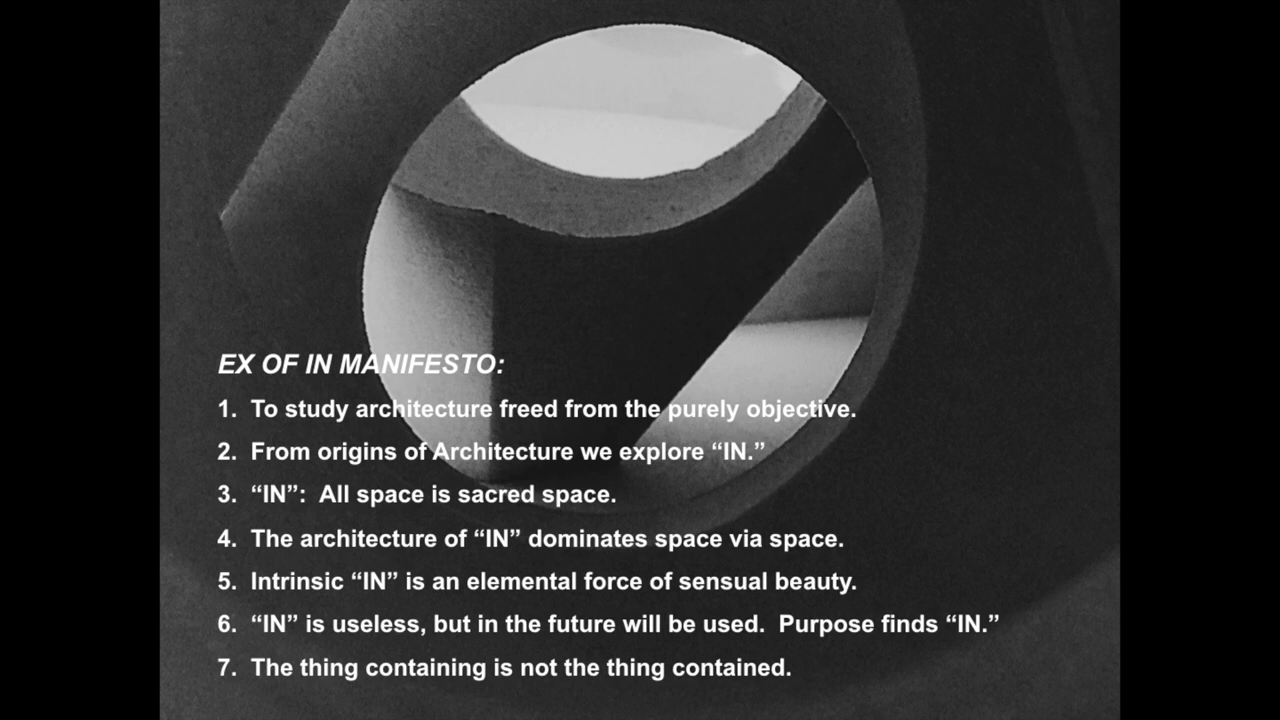 EX OF IN MANIFESTO:
1. To study architecture freed from the purely objective.
2. From origins of Architecture we explore “IN.”
3. “IN”: All space is sacred space.
4. The architecture of “IN” dominates space via space.
5. Intrinsic “IN” is an elemental force of sensual beauty.
6. “IN” is useless, but in the future will be used. Purpose finds “IN.”
7. The thing containing is not the thing contained.